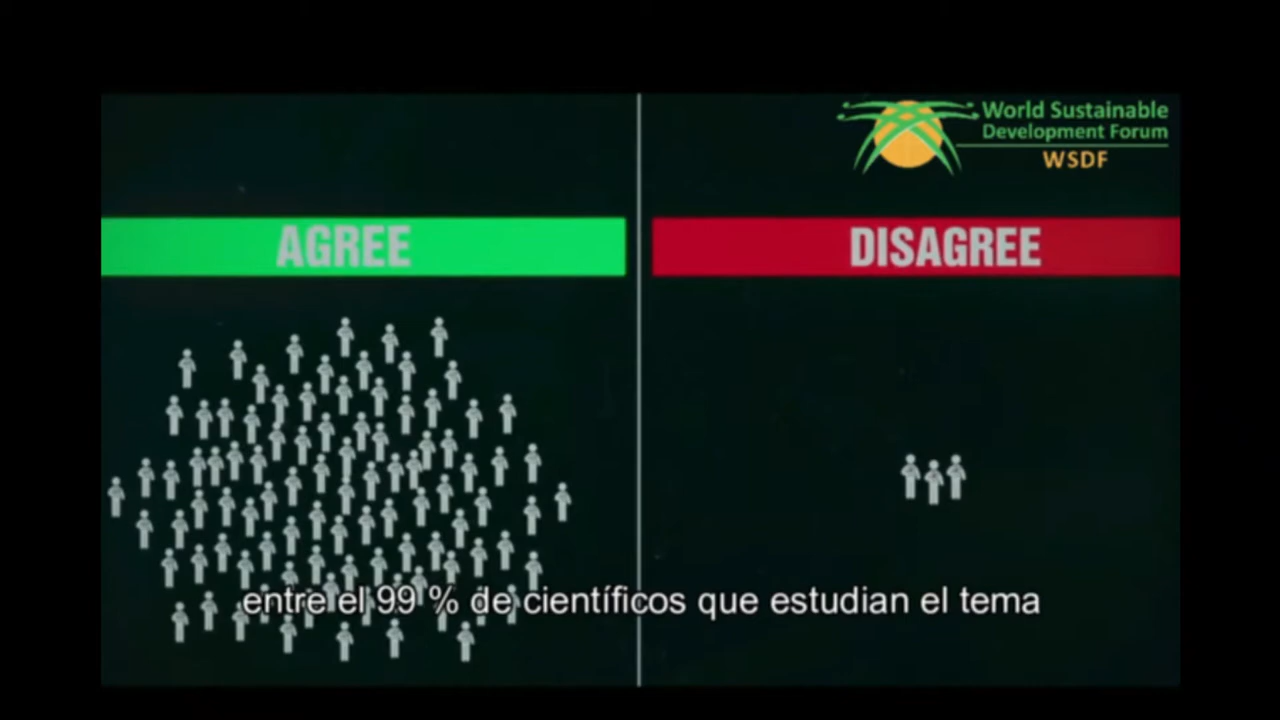 World Sustainable
Development Forum
WSDF
AGREE
DISAGREE
entre el 99 % de científicos que estudian el tema